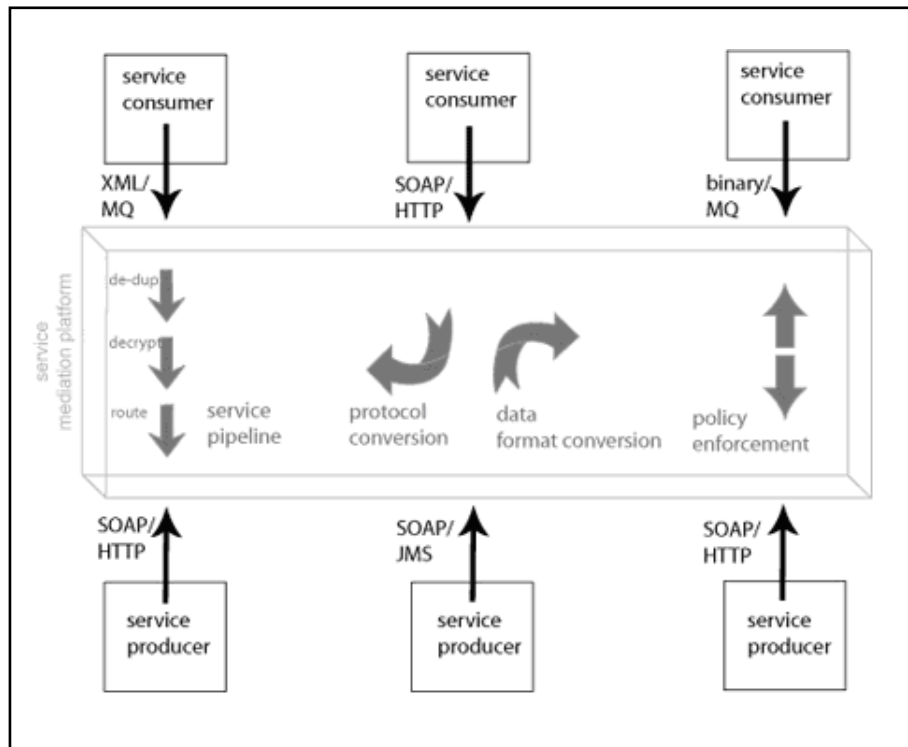 service
consumer
service
consumer
service
consumer
XML/
MQ
SOAP/
HTTP
binary/
MQ
service
mediation platform
de-dup
decrypt
route
service
pipeline
protocol
conversion
data
format conversion
policy
enforcement
SOAP/
HTTP
SOAP/
JMS
SOAP/
HTTP
service
producer
service
producer
service
producer